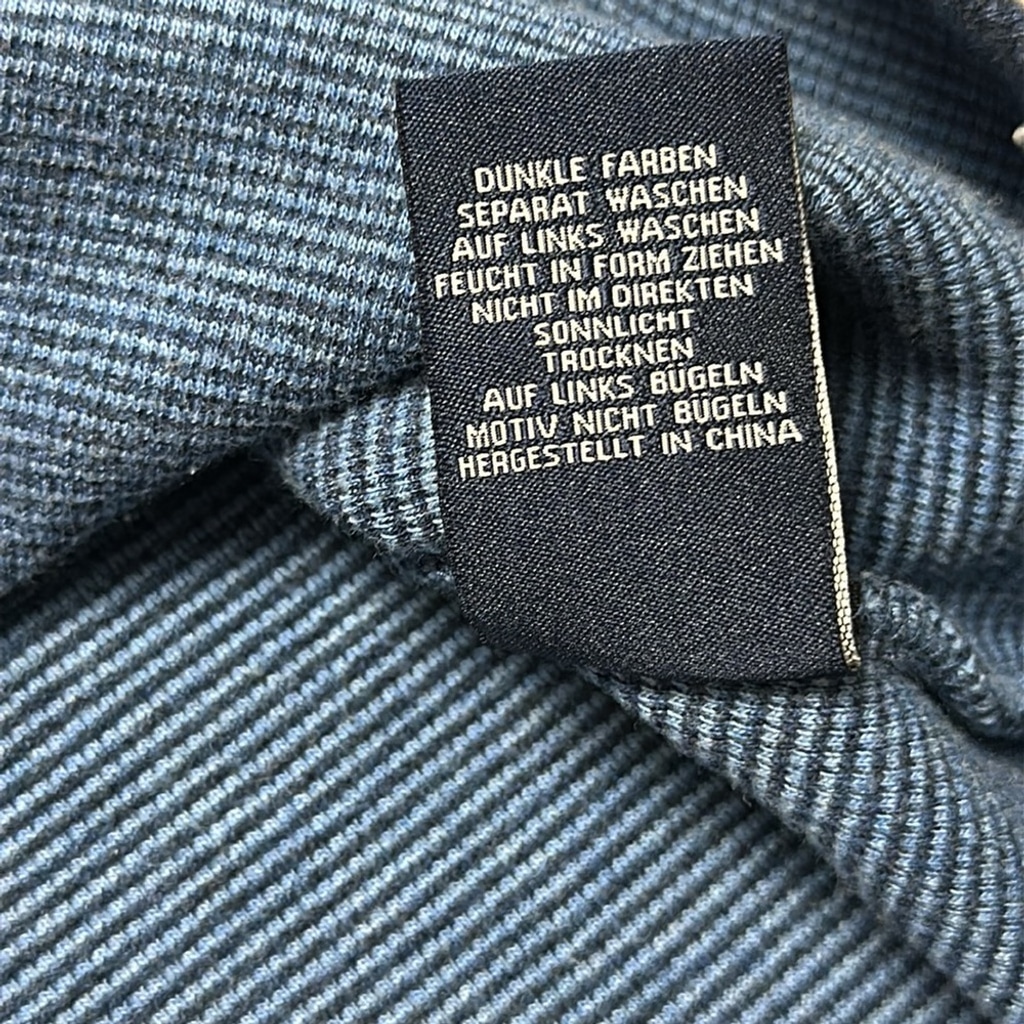 DUNKLE FARBEN
SEPARAT WASCHEN
AUF LINKS WASCHEN
FEUCHT IN FORM ZIEHEN
NICHT IM DIREKTEN
SONNLICHT
TROCKNEN
AUF LINKS BÜGELN
MOTIV NICHT BÜGELN
HERGESTELLT IN CHINA